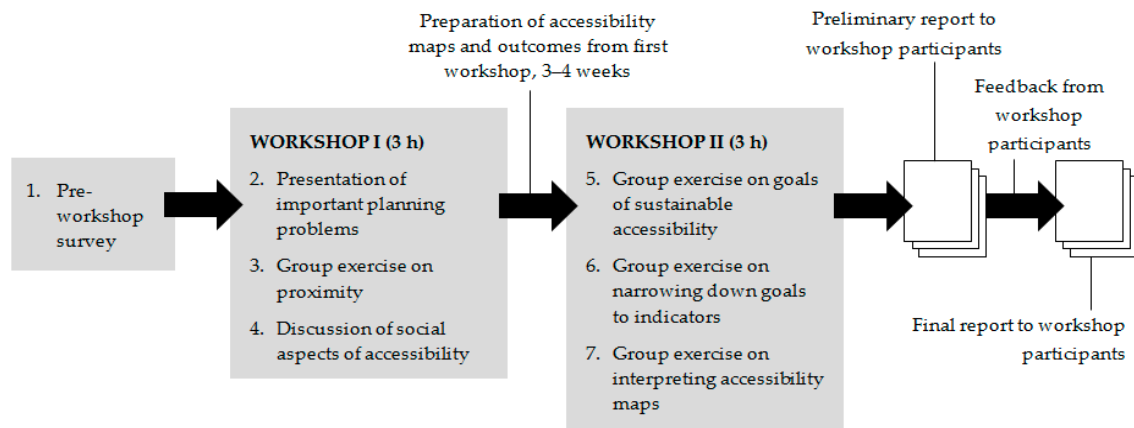 Preparation of accessibility
maps and outcomes from first
workshop, 3–4 weeks
Preliminary report to
workshop participants
Feedback from
workshop
participants
1. Pre-
workshop
survey
WORKSHOP I (3 h)
2. Presentation of
important planning
problems
3. Group exercise on
proximity
4. Discussion of social
aspects of accessibility
WORKSHOP II (3 h)
5. Group exercise on goals
of sustainable
accessibility
6. Group exercise on
narrowing down goals
to indicators
7. Group exercise on
interpreting accessibility
maps
Final report to workshop
participants